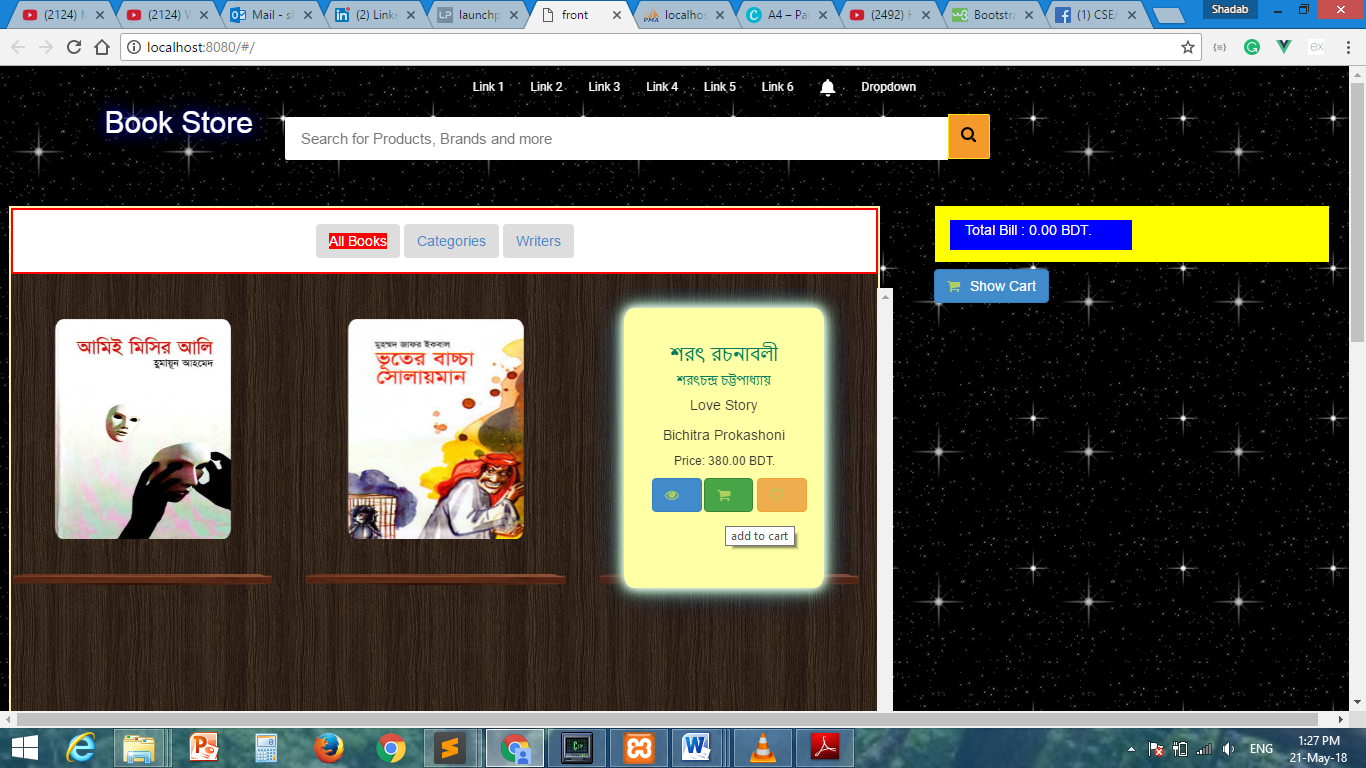 (2124) M
(2124) V
Mail - sl
(2) Linke
launchp
front
localhos
A4 – Pa
(2492) H
Bootstra
(1) CSE/
Shadab
localhost:8080/#/
Link 1 Link 2 Link 3 Link 4 Link 5 Link 6 Dropdown
Book Store
Search for Products, Brands and more
All Books Categories Writers
Total Bill : 0.00 BDT.
Show Cart
আমিই মিসির আলি
হুমায়ূন আহমেদ
মুহম্মদ জাফর ইকবাল
ভূতের বাচ্চা
সোলায়মান
শরৎ রচনাবলী
শরৎচন্দ্র চট্টপাধ্যায়
Love Story
Bichitra Prokashoni
Price: 380.00 BDT.
add to cart
ENG
1:27 PM
21-May-18